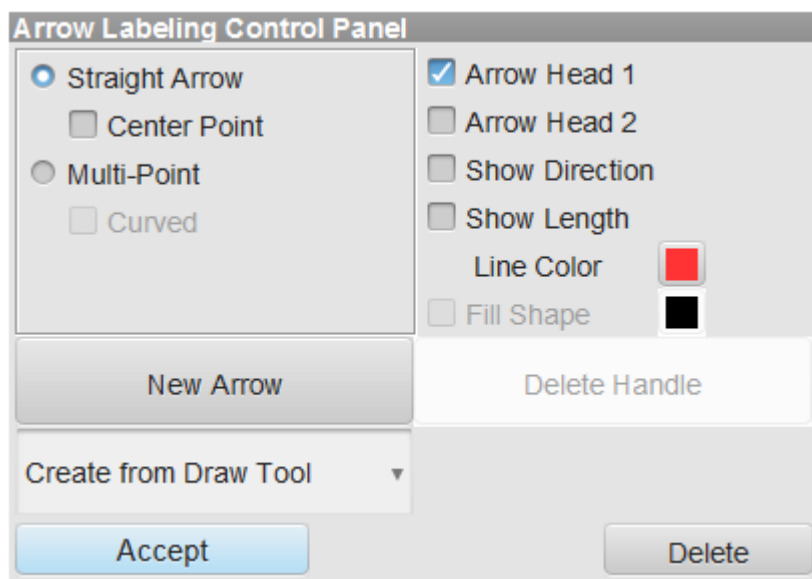 Arrow Labeling Control Panel
Straight Arrow
Center Point
Multi-Point
Curved
Arrow Head 1
Arrow Head 2
Show Direction
Show Length
Line Color
Fill Shape
New Arrow
Delete Handle
Create from Draw Tool
Accept
Delete